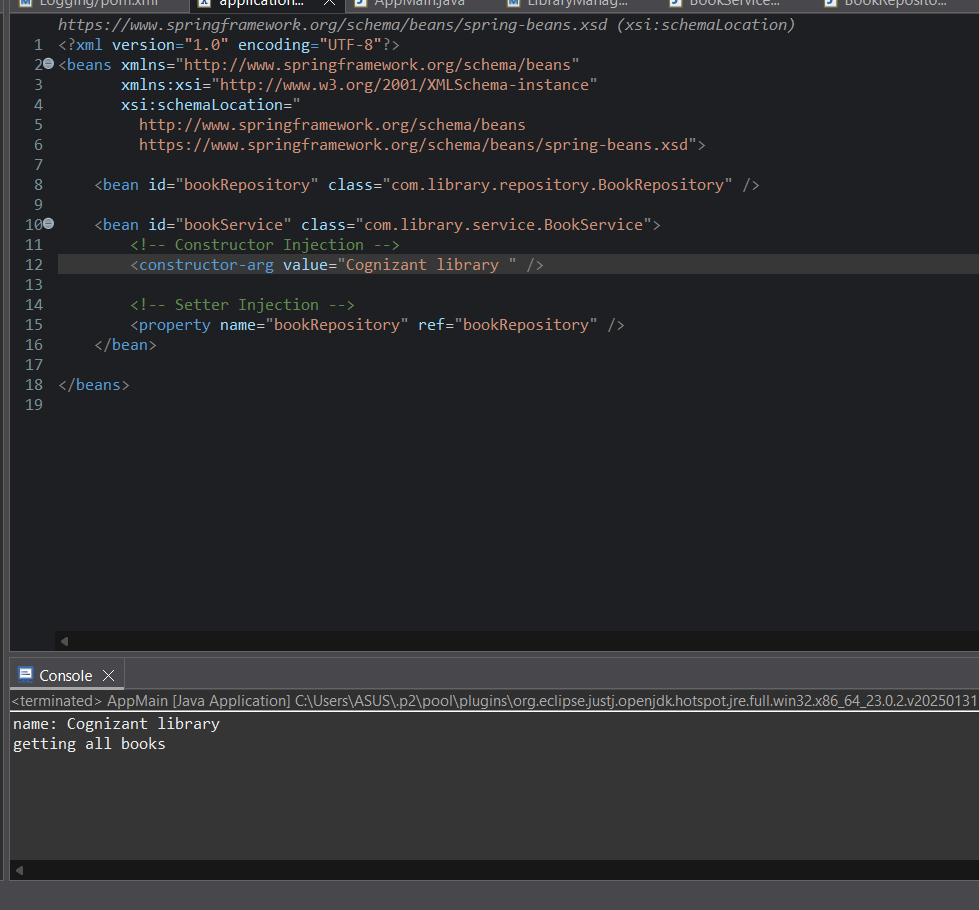 Logging/pom.xml application... AppMain.java LibraryManag... BookService... BookReposito...
https://www.springframework.org/schema/beans/spring-beans.xsd (xsi:schemaLocation)
1 <?xml version="1.0" encoding="UTF-8"?>
2 <beans xmlns="http://www.springframework.org/schema/beans"
3 xmlns:xsi="http://www.w3.org/2001/XMLSchema-instance"
4 xsi:schemaLocation="
5 http://www.springframework.org/schema/beans
6 https://www.springframework.org/schema/beans/spring-beans.xsd">
7
8 <bean id="bookRepository" class="com.library.repository.BookRepository" />
9
10 <bean id="bookService" class="com.library.service.BookService">
11 <!-- Constructor Injection -->
12 <constructor-arg value="Cognizant library " />
13
14 <!-- Setter Injection -->
15 <property name="bookRepository" ref="bookRepository" />
16 </bean>
17
18 </beans>
19
Console
<terminated> AppMain [Java Application] C:\Users\ASUS\.p2\pool\plugins\org.eclipse.justj.openjdk.hotspot.jre.full.win32.x86_64_23.0.2.v20250131
name: Cognizant library
getting all books